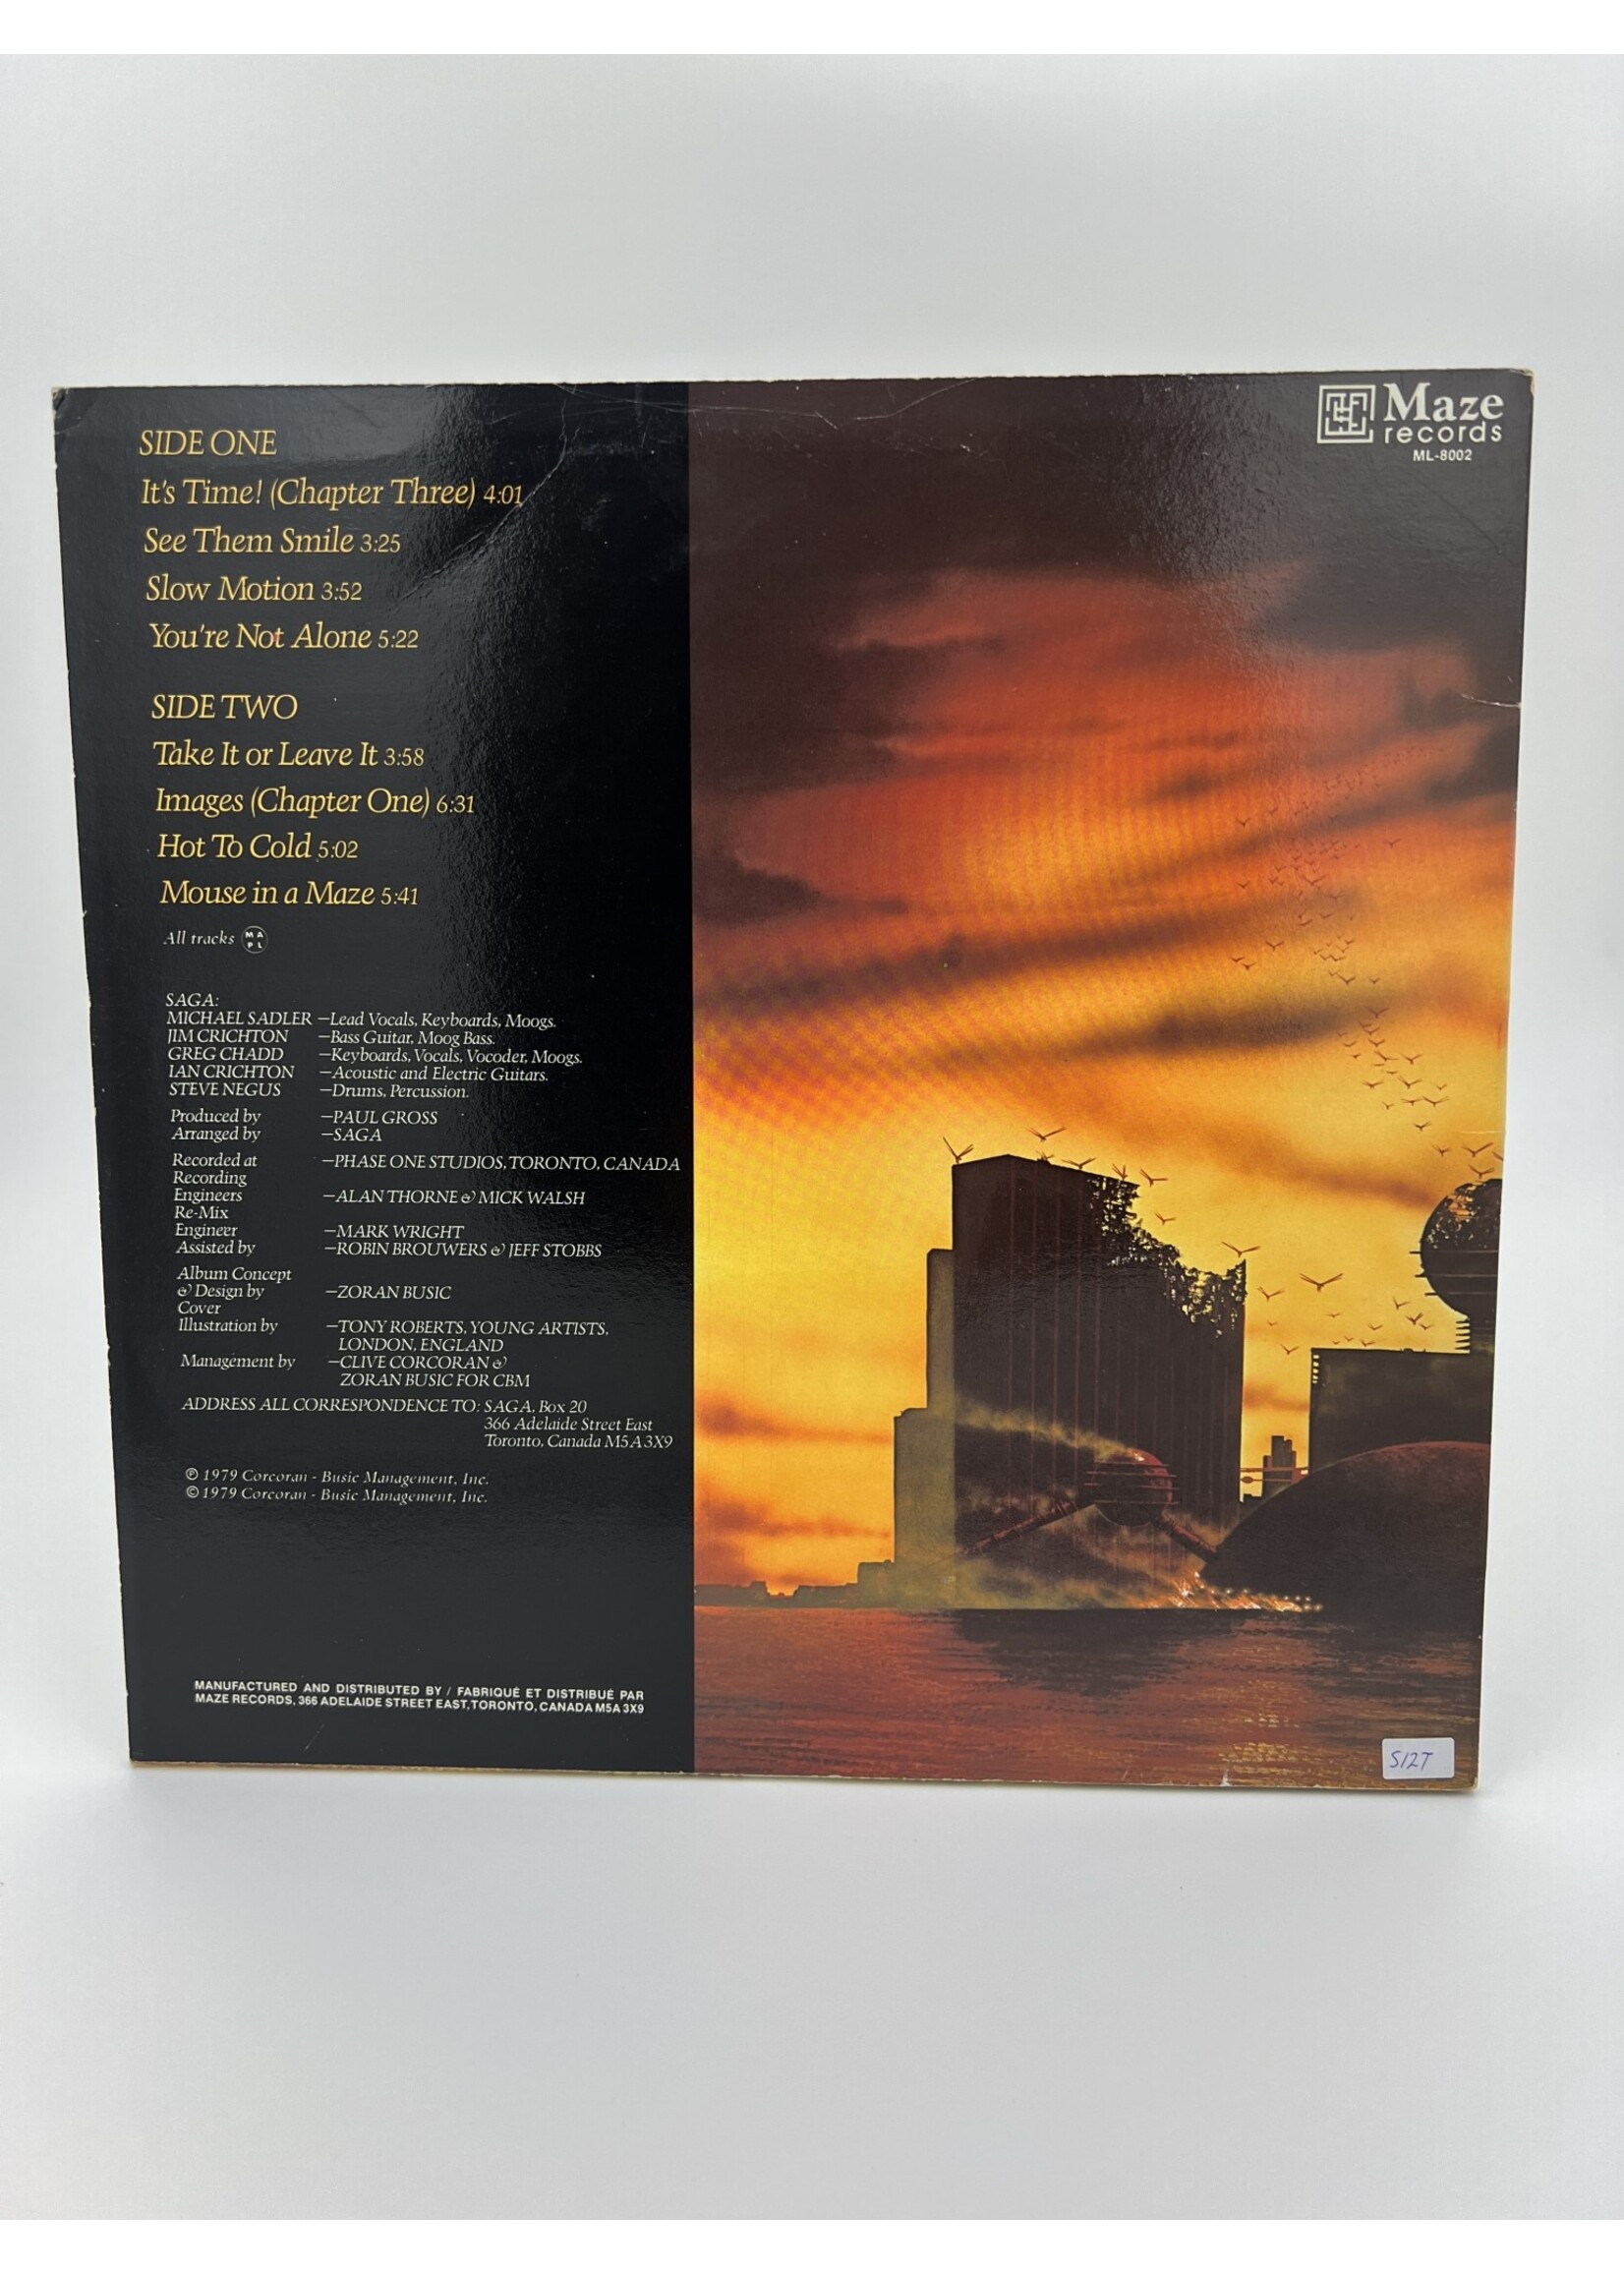 SIDE ONE
It's Time! (Chapter Three) 4:01
See Them Smile 3:25
Slow Motion 3:52
You're Not Alone 5:22
SIDE TWO
Take It or Leave It 3:58
Images (Chapter One) 6:31
Hot To Cold 5:02
Mouse in a Maze 5:41
All tracks MAPL
SAGA:
MICHAEL SADLER —Lead Vocals, Keyboards, Moogs.
JIM CRICHTON —Bass Guitar, Moog Bass.
GREG CHADD —Keyboards, Vocals, Vocoder, Moogs.
IAN CRICHTON —Acoustic and Electric Guitars.
STEVE NEGUS —Drums, Percussion.
Produced by —PAUL GROSS
Arranged by —SAGA
Recorded at —PHASE ONE STUDIOS, TORONTO, CANADA
Recording
Engineers —ALAN THORNE & MICK WALSH
Re-Mix
Engineer —MARK WRIGHT
Assisted by —ROBIN BROUWERS & JEFF STOBBS
Album Concept
& Design by —ZORAN BUSIC
Cover
Illustration by —TONY ROBERTS, YOUNG ARTISTS,
LONDON, ENGLAND
Management by —CLIVE CORCORAN &
ZORAN BUSIC FOR CBM
ADDRESS ALL CORRESPONDENCE TO: SAGA, Box 20
366 Adelaide Street East
Toronto, Canada M5A 3X9
℗ 1979 Corcoran - Busic Management, Inc.
© 1979 Corcoran - Busic Management, Inc.
MANUFACTURED AND DISTRIBUTED BY / FABRIQUÉ ET DISTRIBUÉ PAR
MAZE RECORDS, 366 ADELAIDE STREET EAST, TORONTO, CANADA M5A 3X9
Maze
records
ML-8002
S12T